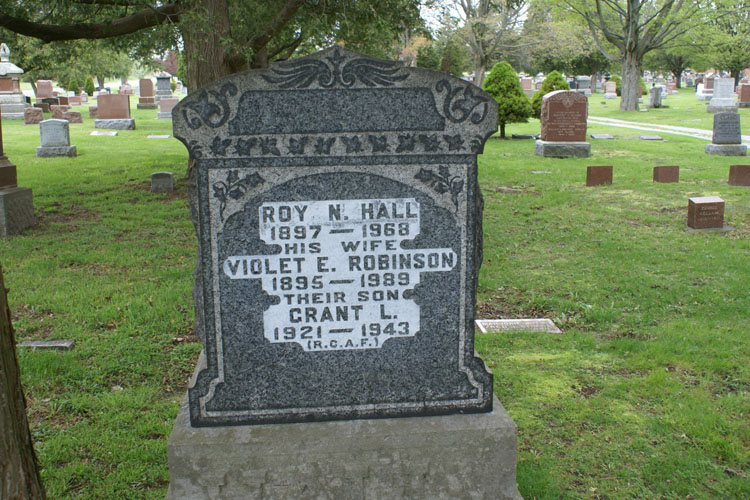 ROY N. HALL
1897 — 1968
HIS WIFE
VIOLET E. ROBINSON
1895 — 1989
THEIR SON
GRANT L.
1921 — 1943
(R.C.A.F.)